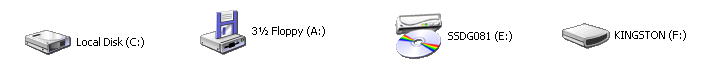 Local Disk (C:)
3½ Floppy (A:)
SSDG081 (E:)
KINGSTON (F:)